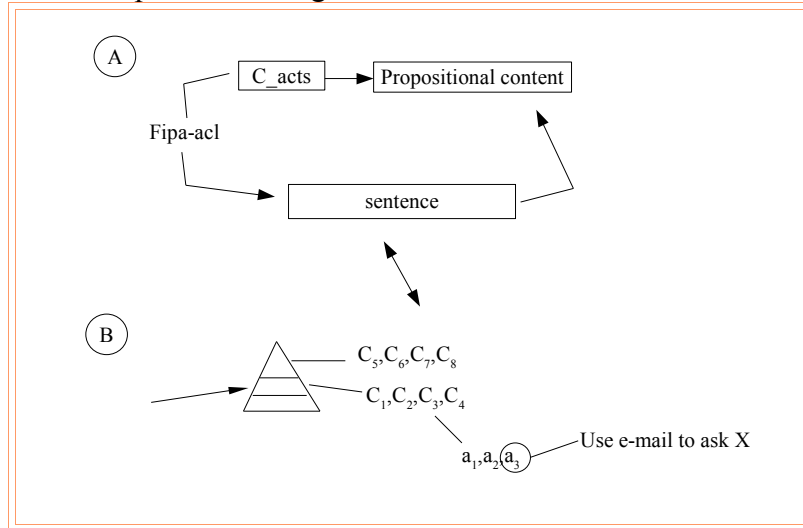 A
C_acts
Propositional content
Fipa-acl
sentence
B
C₅,C₆,C₇,C₈
C₁,C₂,C₃,C₄
a₁,a₂,a₃
Use e-mail to ask X